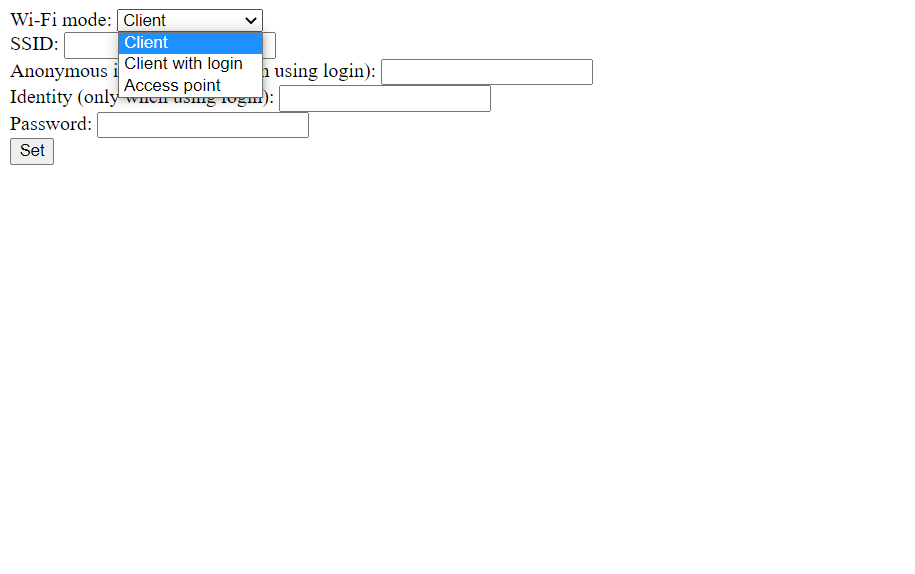 Wi-Fi mode: Client
Client
Client with login
Access point
SSID:
Anonymous using login):
Identity (only when using login):
Password:
Set